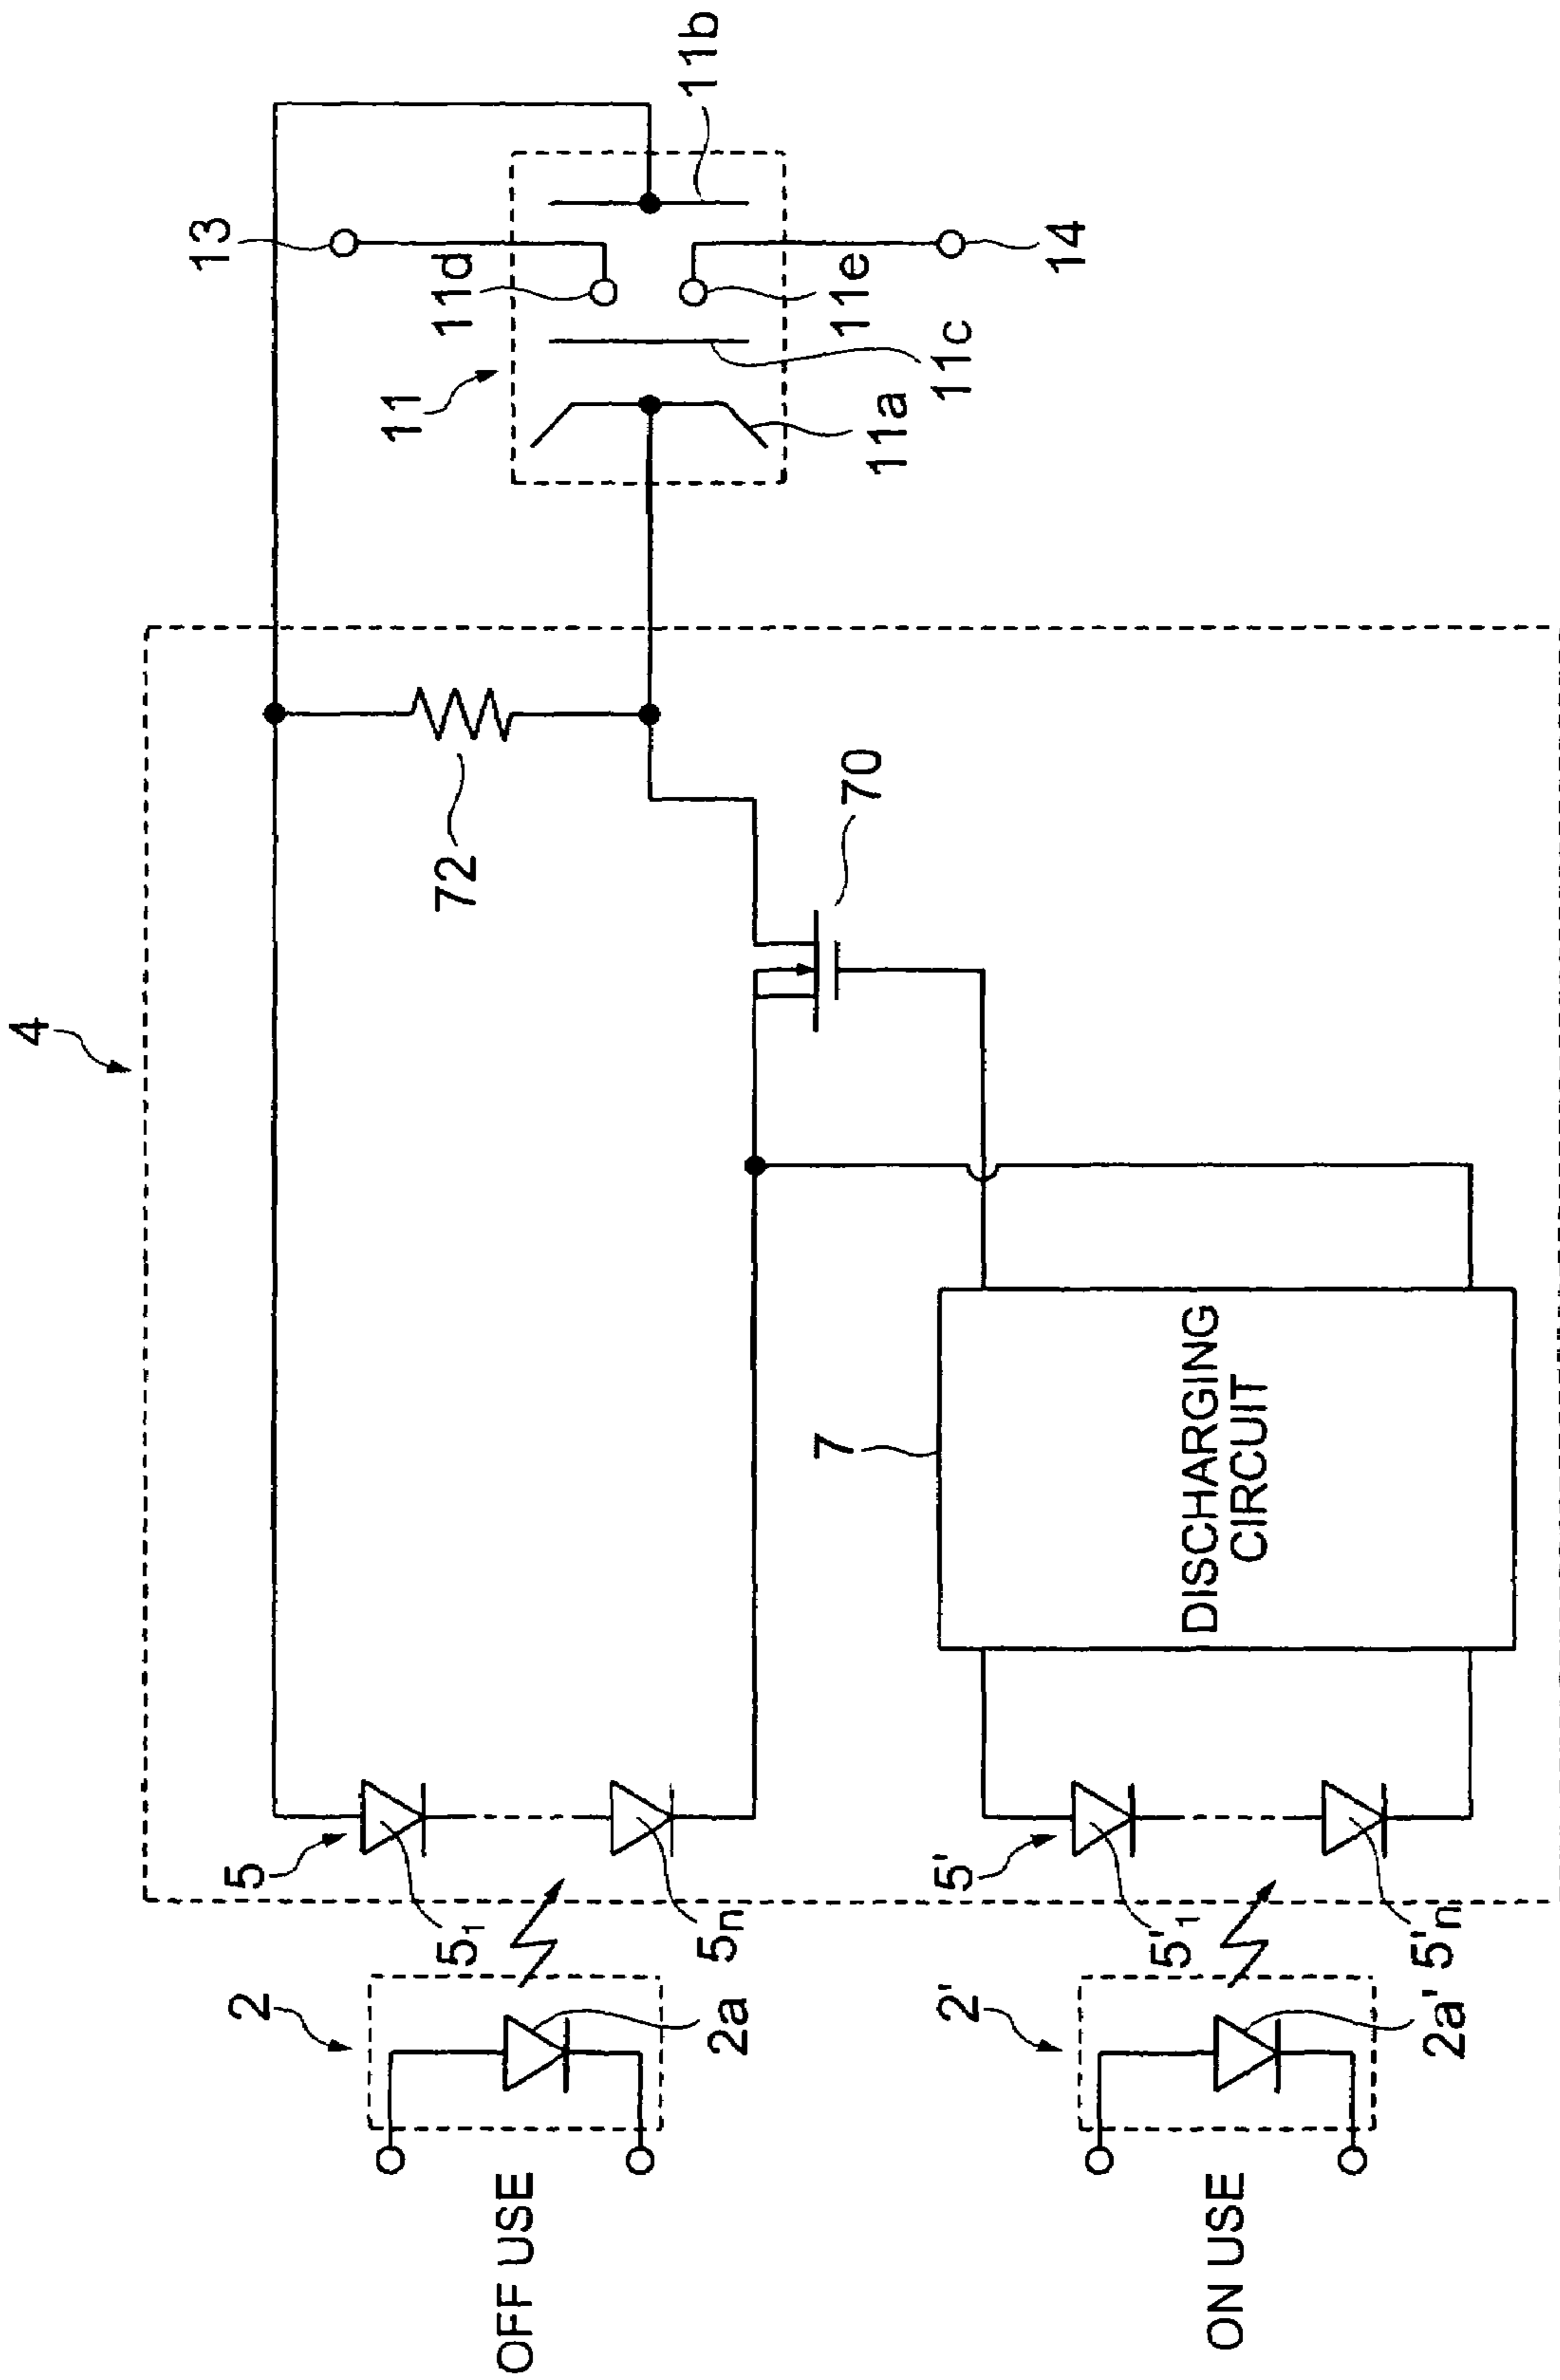 4
OFF USE
2
2a
5
5₁
5n
72
70
11
11a
11c
11d
11e
11b
13
14
ON USE
2'
2a'
5'
5'₁
5'n
7
DISCHARGING
CIRCUIT